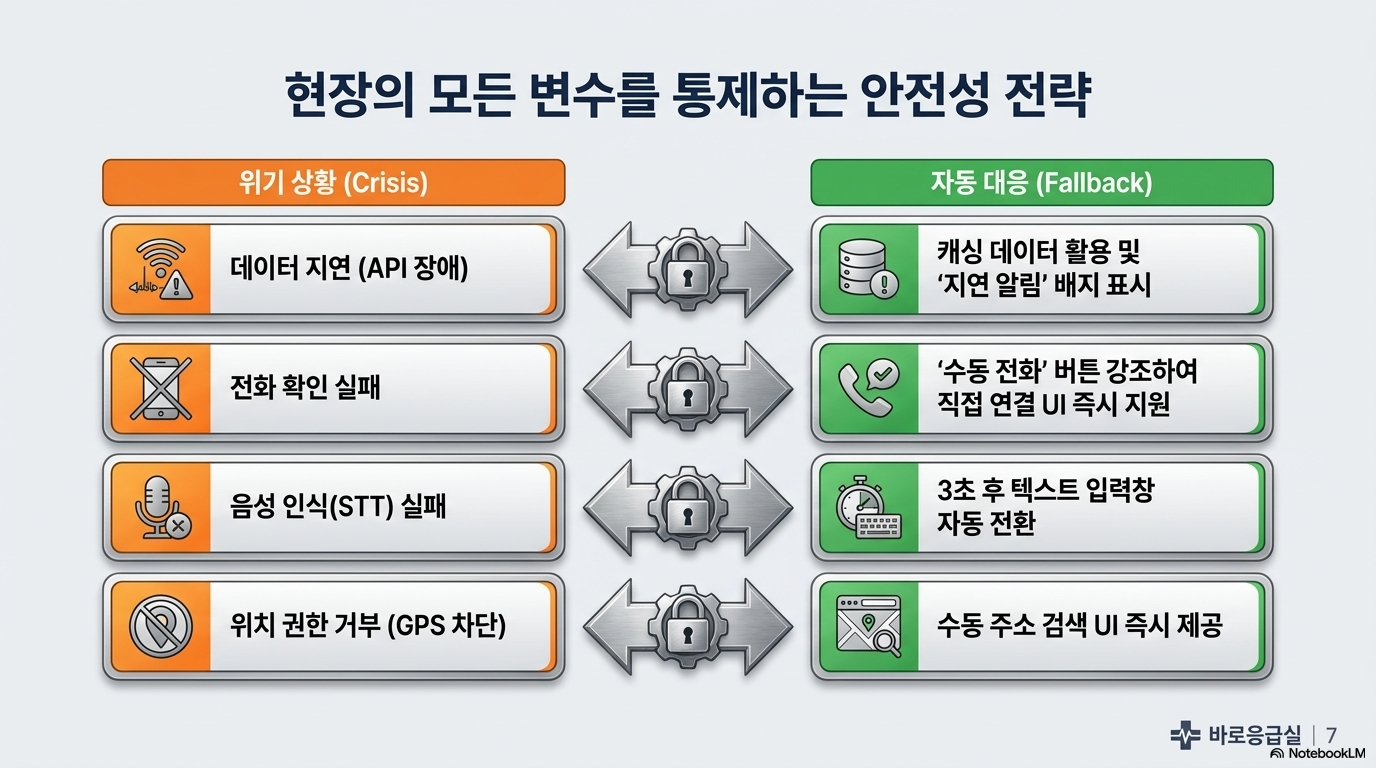 현장의 모든 변수를 통제하는 안전성 전략
위기 상황 (Crisis)
자동 대응 (Fallback)
데이터 지연 (API 장애)
캐싱 데이터 활용 및
‘지연 알림’ 배지 표시
전화 확인 실패
‘수동 전화’ 버튼 강조하여
직접 연결 UI 즉시 지원
음성 인식(STT) 실패
3초 후 텍스트 입력창
자동 전환
위치 권한 거부 (GPS 차단)
수동 주소 검색 UI 즉시 제공
바로응급실 | 7
NotebookLM